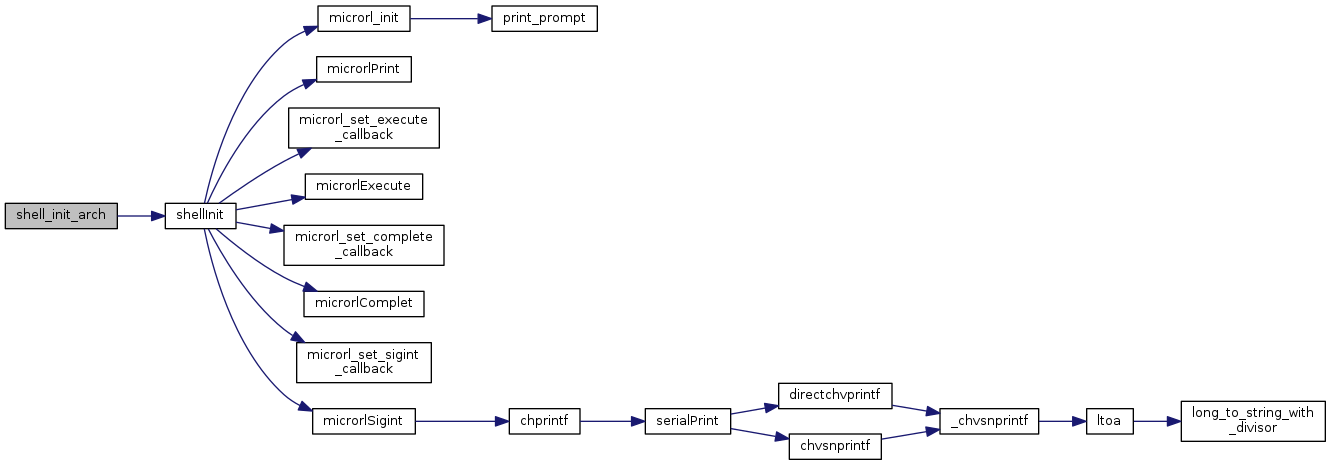 shell_init_arch
shellInit
microrl_init
print_prompt
microrlPrint
microrl_set_execute
_callback
microrlExecute
microrl_set_complete
_callback
microrlComplet
microrl_set_sigint
_callback
microrlSigint
chprintf
serialPrint
directchvprintf
chvsnprintf
_chvsnprintf
ltoa
long_to_string_with
_divisor